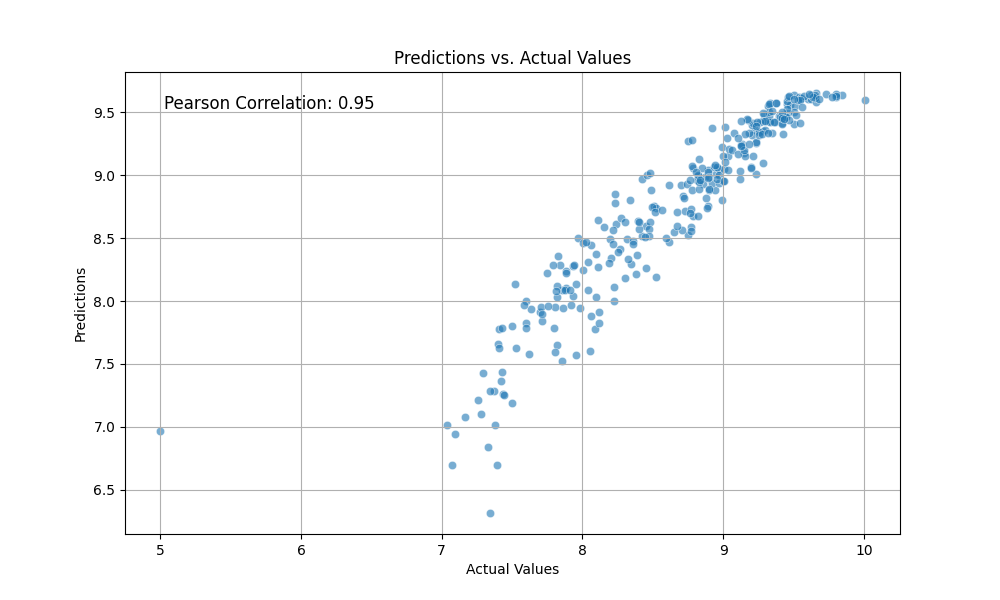 Predictions vs. Actual Values
Pearson Correlation: 0.95
9.5
9.0
8.5
8.0
7.5
7.0
6.5
Predictions
5 6 7 8 9 10
Actual Values